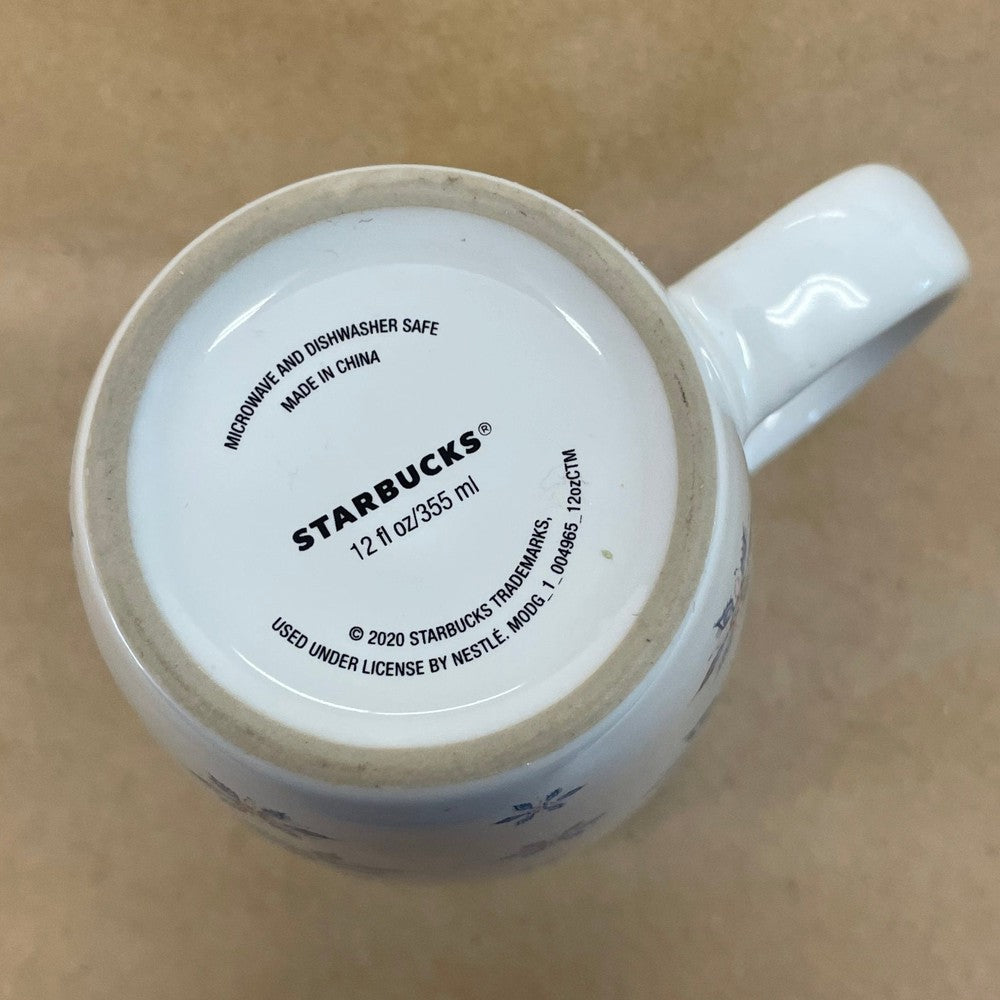 MICROWAVE AND DISHWASHER SAFE
MADE IN CHINA
STARBUCKS®
12 fl oz/355 ml
© 2020 STARBUCKS TRADEMARKS,
USED UNDER LICENSE BY NESTLÉ. MODG_1_004965_12ozCTM